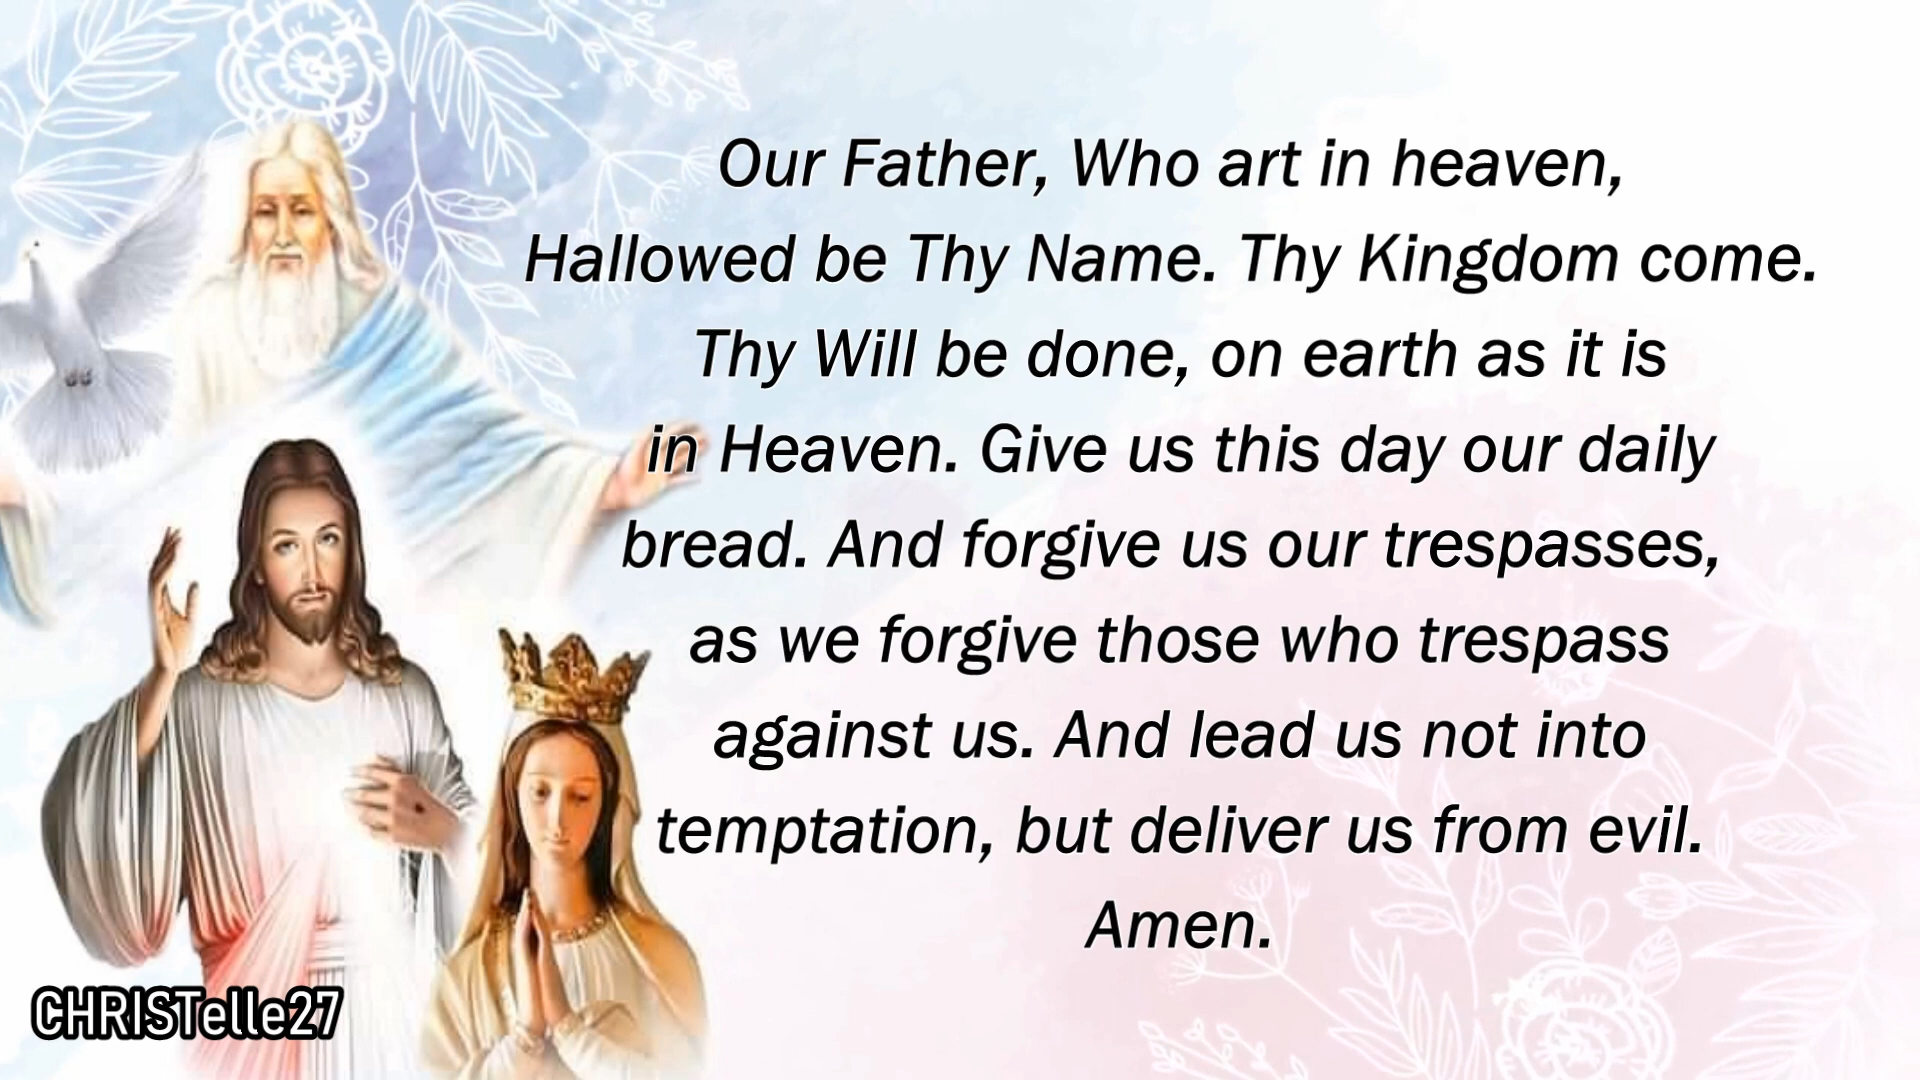 Our Father, Who art in heaven,
Hallowed be Thy Name. Thy Kingdom come.
Thy Will be done, on earth as it is
in Heaven. Give us this day our daily
bread. And forgive us our trespasses,
as we forgive those who trespass
against us. And lead us not into
temptation, but deliver us from evil.
Amen.
CHRISTelle27